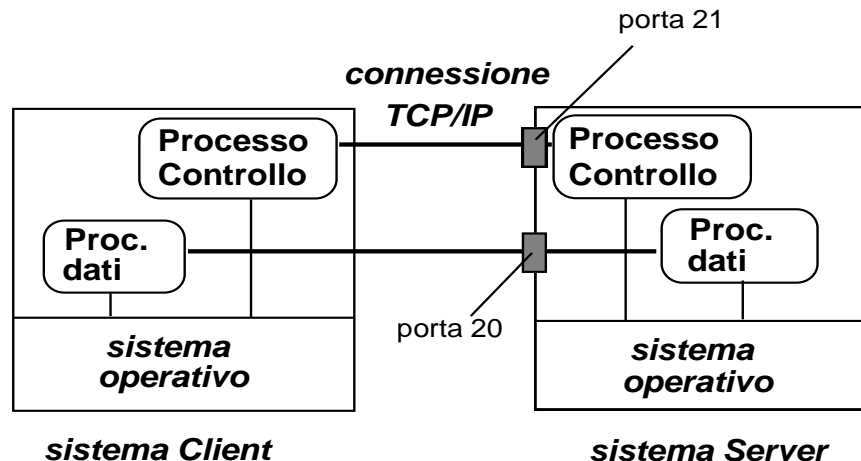 porta 21
connessione
TCP/IP
Processo
Controllo
Processo
Controllo
Proc.
dati
Proc.
dati
porta 20
sistema
operativo
sistema
operativo
sistema Client
sistema Server